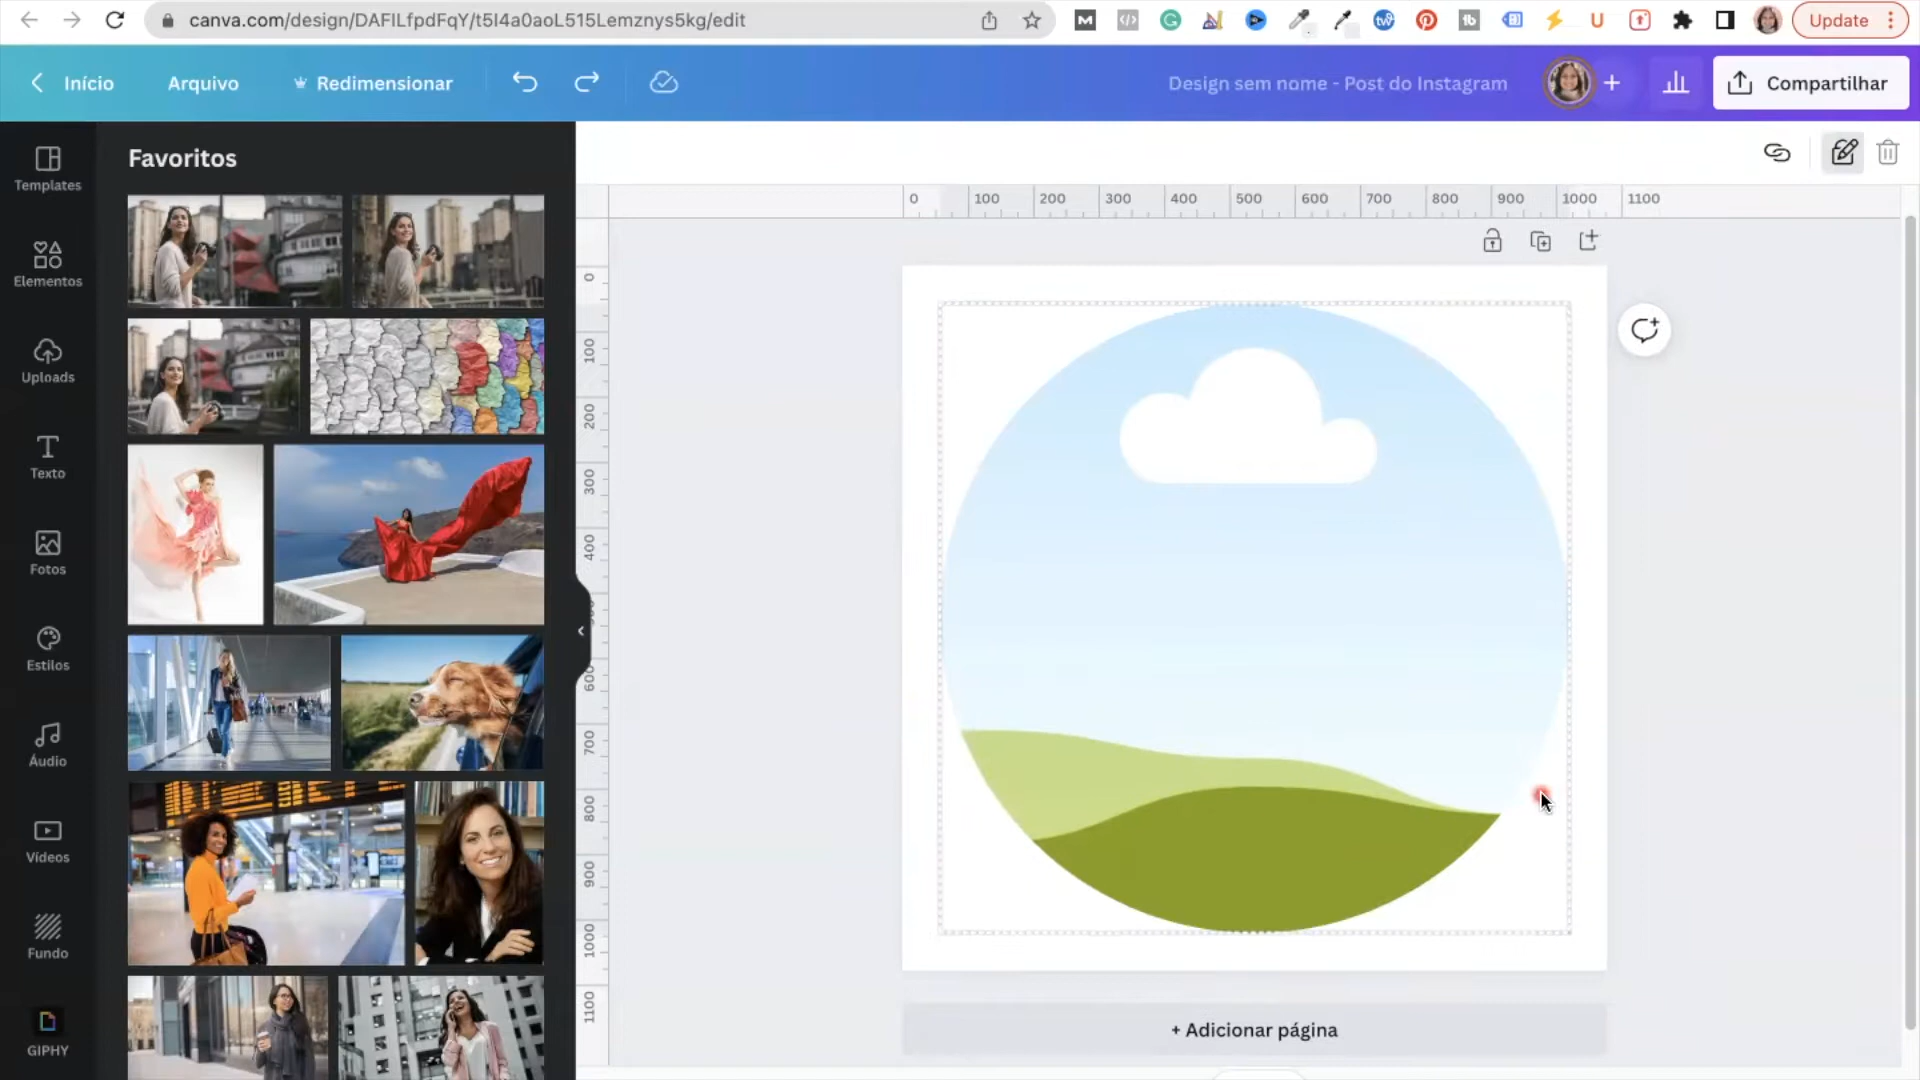 canva.com/design/DAFILfpdFqY/t5I4a0aoL515Lemznys5kg/edit
Update
Início
Arquivo
Redimensionar
Design sem nome - Post do Instagram
Compartilhar
Templates
Elementos
Uploads
Texto
Fotos
Estilos
Áudio
Vídeos
Fundo
GIPHY
Favoritos
0 100 200 300 400 500 600 700 800 900 1000 1100
0
100
200
300
400
600
700
800
900
1000
1100
+ Adicionar página